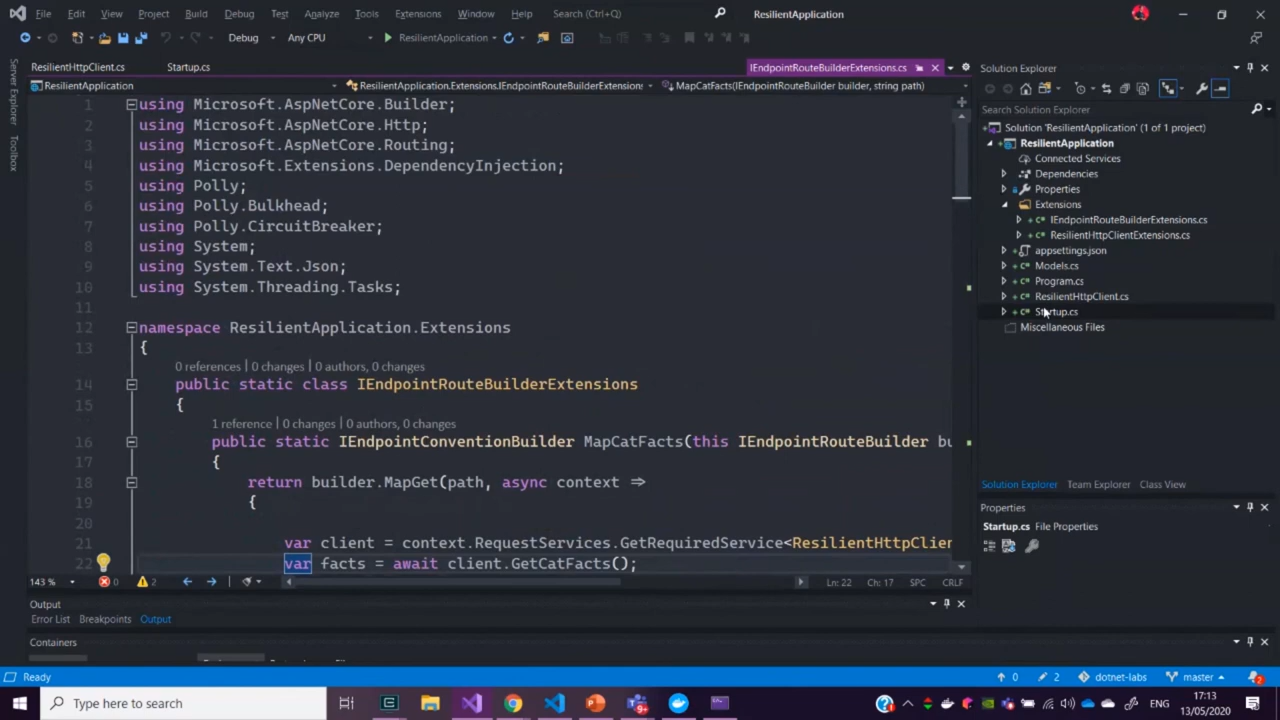 File Edit View Project Build Debug Test Analyze Tools Extensions Window Help Search (Ctrl+Q) ResilientApplication
Debug Any CPU ResilientApplication
ResilientHttpClient.cs Startup.cs IEndpointRouteBuilderExtensions.cs
ResilientApplication ResilientApplication.Extensions.IEndpointRouteBuilderExtensions MapCatFacts(IEndpointRouteBuilder builder, string path)
Server Explorer
Toolbox
1 using Microsoft.AspNetCore.Builder;
2 using Microsoft.AspNetCore.Http;
3 using Microsoft.AspNetCore.Routing;
4 using Microsoft.Extensions.DependencyInjection;
5 using Polly;
6 using Polly.Bulkhead;
7 using Polly.CircuitBreaker;
8 using System;
9 using System.Text.Json;
10 using System.Threading.Tasks;
11
12 namespace ResilientApplication.Extensions
13 {
0 references | 0 changes | 0 authors, 0 changes
14 public static class IEndpointRouteBuilderExtensions
15 {
1 reference | 0 changes | 0 authors, 0 changes
16 public static IEndpointConventionBuilder MapCatFacts(this IEndpointRouteBuilder bu
17 {
18 return builder.MapGet(path, async context =>
19 {
20
21 var client = context.RequestServices.GetRequiredService<ResilientHttpClien
22 var facts = await client.GetCatFacts();
143 % 0 2 Ln: 22 Ch: 17 SPC CRLF
Output
Error List Breakpoints Output
Containers
Solution Explorer
Search Solution Explorer
Solution 'ResilientApplication' (1 of 1 project)
ResilientApplication
Connected Services
Dependencies
Properties
Extensions
IEndpointRouteBuilderExtensions.cs
ResilientHttpClientExtensions.cs
appsettings.json
Models.cs
Program.cs
ResilientHttpClient.cs
Startup.cs
Miscellaneous Files
Solution Explorer Team Explorer Class View
Properties
Startup.cs File Properties
Ready 0 2 dotnet-labs master 2
Type here to search ENG 17:13
13/05/2020